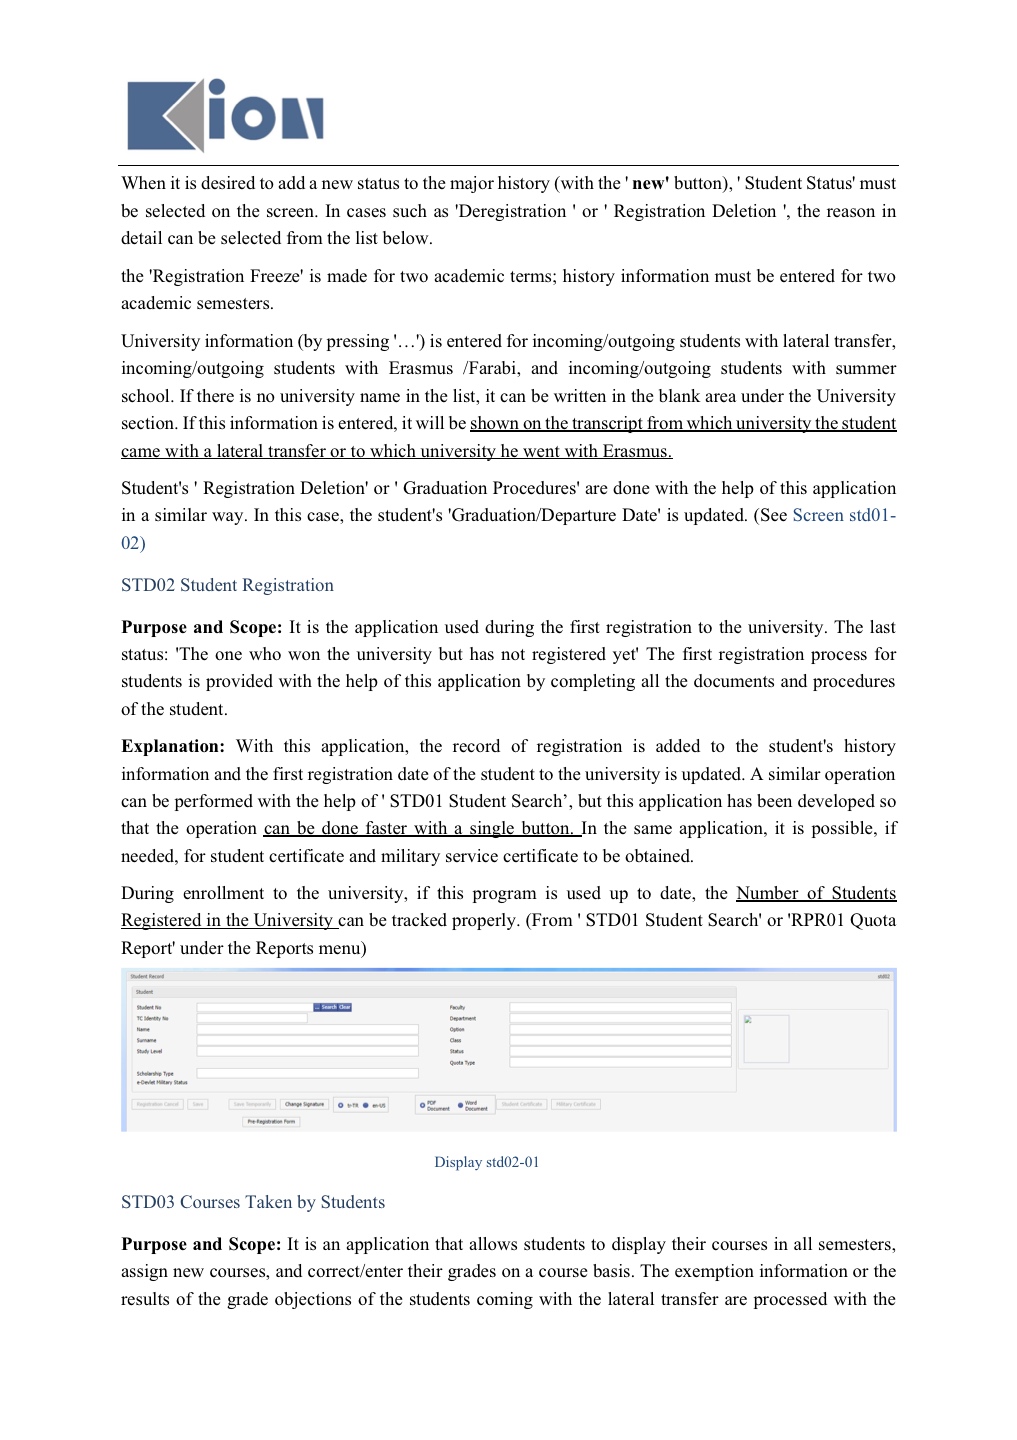 Kion
When it is desired to add a new status to the major history (with the ' new' button), ' Student Status' must
be selected on the screen. In cases such as 'Deregistration ' or ' Registration Deletion ', the reason in
detail can be selected from the list below.
the 'Registration Freeze' is made for two academic terms; history information must be entered for two
academic semesters.
University information (by pressing '…') is entered for incoming/outgoing students with lateral transfer,
incoming/outgoing students with Erasmus /Farabi, and incoming/outgoing students with summer
school. If there is no university name in the list, it can be written in the blank area under the University
section. If this information is entered, it will be shown on the transcript from which university the student
came with a lateral transfer or to which university he went with Erasmus.
Student's ' Registration Deletion' or ' Graduation Procedures' are done with the help of this application
in a similar way. In this case, the student's 'Graduation/Departure Date' is updated. (See Screen std01-
02)
STD02 Student Registration
Purpose and Scope: It is the application used during the first registration to the university. The last
status: 'The one who won the university but has not registered yet' The first registration process for
students is provided with the help of this application by completing all the documents and procedures
of the student.
Explanation: With this application, the record of registration is added to the student's history
information and the first registration date of the student to the university is updated. A similar operation
can be performed with the help of ' STD01 Student Search’, but this application has been developed so
that the operation can be done faster with a single button. In the same application, it is possible, if
needed, for student certificate and military service certificate to be obtained.
During enrollment to the university, if this program is used up to date, the Number of Students
Registered in the University can be tracked properly. (From ' STD01 Student Search' or 'RPR01 Quota
Report' under the Reports menu)
Student Record std02
Student
Student No ... Search Clear Faculty
TC Identity No Department
Name Option
Surname Class
Study Level Status
Quota Type
Scholarship Type
e-Devlet Military Status
Registration Cancel Save Save Temporarily Change Signature tr-TR en-US PDF Document Word Document Student Certificate Military Certificate
Pre-Registration Form
Display std02-01
STD03 Courses Taken by Students
Purpose and Scope: It is an application that allows students to display their courses in all semesters,
assign new courses, and correct/enter their grades on a course basis. The exemption information or the
results of the grade objections of the students coming with the lateral transfer are processed with the